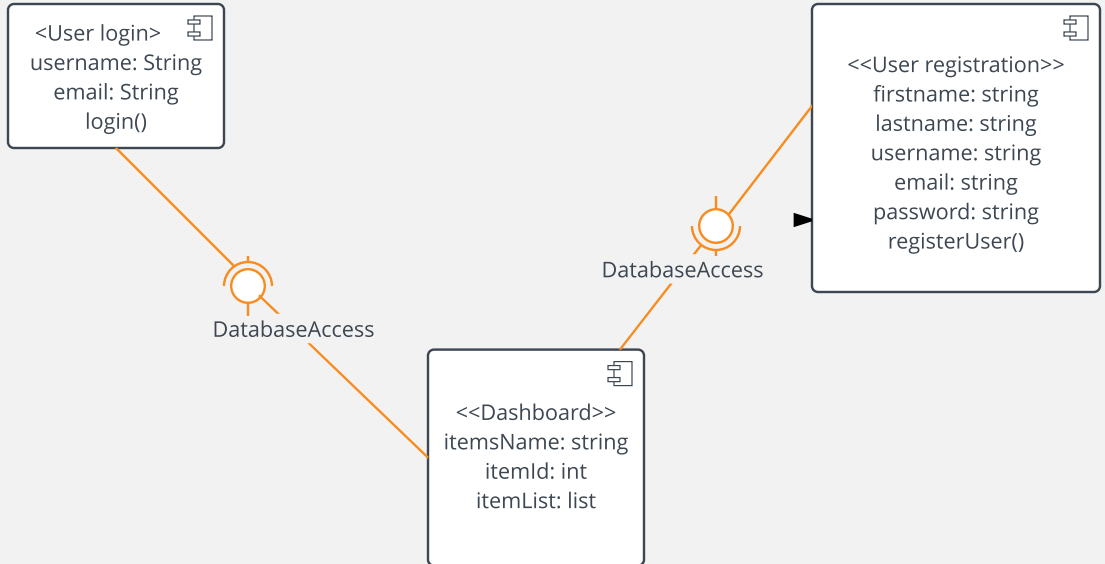 <User login>
username: String
email: String
login()
<<User registration>>
firstname: string
lastname: string
username: string
email: string
password: string
registerUser()
DatabaseAccess
DatabaseAccess
<<Dashboard>>
itemsName: string
itemId: int
itemList: list